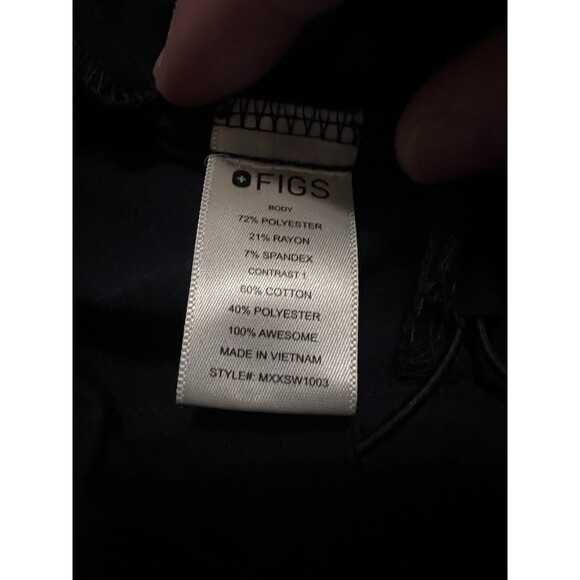 FIGS
BODY
72% POLYESTER
21% RAYON
7% SPANDEX
CONTRAST 1
60% COTTON
40% POLYESTER
100% AWESOME
MADE IN VIETNAM
STYLE#: MXXSW1003